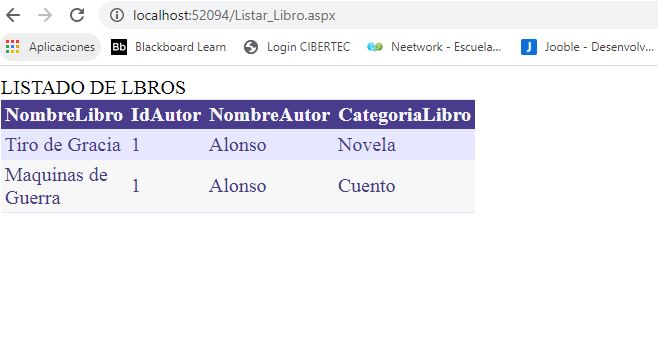 localhost:52094/Listar_Libro.aspx
Aplicaciones Bb Blackboard Learn Login CIBERTEC Neetwork - Escuela... J Jooble - Desenvolv...
LISTADO DE LBROS
NombreLibro IdAutor NombreAutor CategoriaLibro
Tiro de Gracia 1 Alonso Novela
Maquinas de
Guerra 1 Alonso Cuento